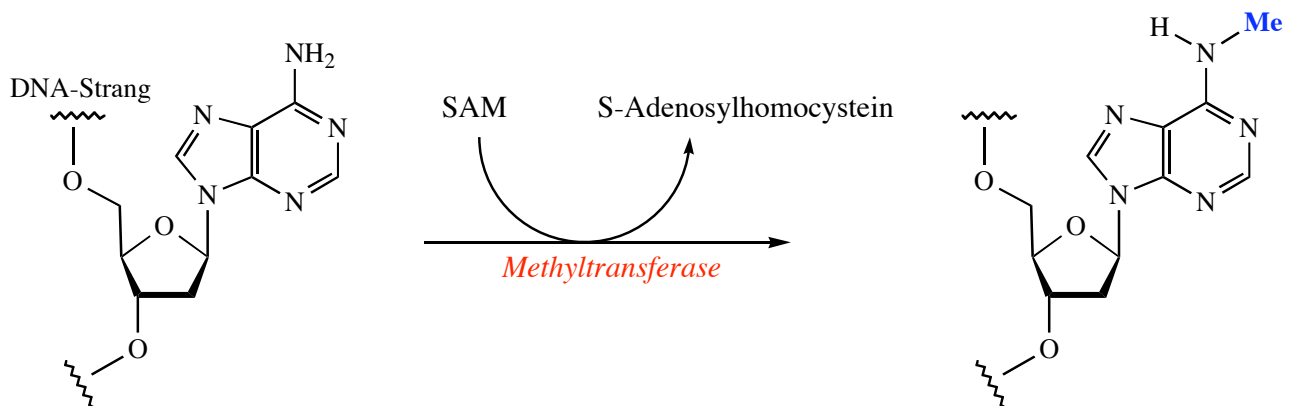 NH2
DNA-Strang
N
N
N
N
O
O
O
SAM
S-Adenosylhomocystein
Methyltransferase
H
Me
N
N
N
N
N
O
O
O